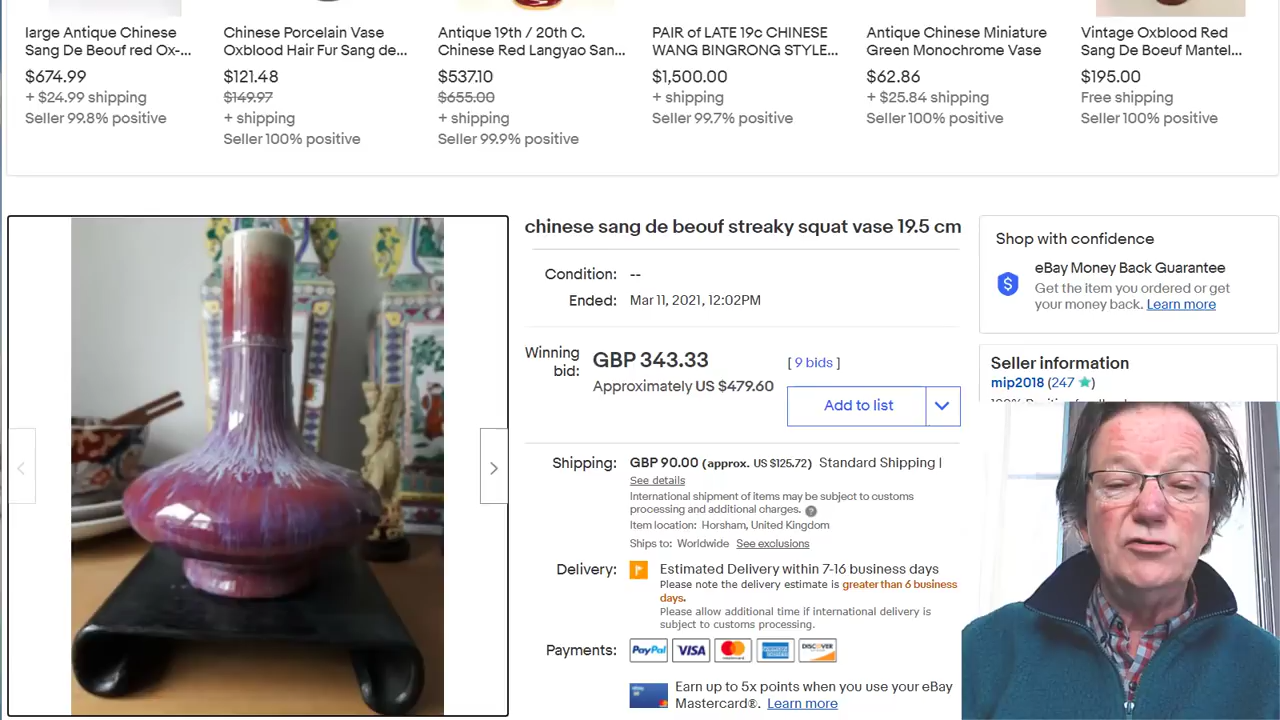 large Antique Chinese
Sang De Beouf red Ox-...
$674.99
+ $24.99 shipping
Seller 99.8% positive
Chinese Porcelain Vase
Oxblood Hair Fur Sang de...
$121.48
$149.97
+ shipping
Seller 100% positive
Antique 19th / 20th C.
Chinese Red Langyao San...
$537.10
$655.00
+ shipping
Seller 99.9% positive
PAIR of LATE 19c CHINESE
WANG BINGRONG STYLE...
$1,500.00
+ shipping
Seller 99.7% positive
Antique Chinese Miniature
Green Monochrome Vase
$62.86
+ $25.84 shipping
Seller 100% positive
Vintage Oxblood Red
Sang De Boeuf Mantel...
$195.00
Free shipping
Seller 100% positive
chinese sang de beouf streaky squat vase 19.5 cm
Condition: --
Ended: Mar 11, 2021, 12:02PM
Winning bid: GBP 343.33 [ 9 bids ]
Approximately US $479.60
Add to list
Shipping: GBP 90.00 (approx. US $125.72) Standard Shipping |
See details
International shipment of items may be subject to customs
processing and additional charges.
Item location: Horsham, United Kingdom
Ships to: Worldwide See exclusions
Delivery: Estimated Delivery within 7-16 business days
Please note the delivery estimate is greater than 6 business
days.
Please allow additional time if international delivery is
subject to customs processing.
Payments: PayPal VISA mastercard AMERICAN EXPRESS DISCOVER
Earn up to 5x points when you use your eBay
Mastercard®. Learn more
Shop with confidence
eBay Money Back Guarantee
Get the item you ordered or get
your money back. Learn more
Seller information
mip2018 (247)